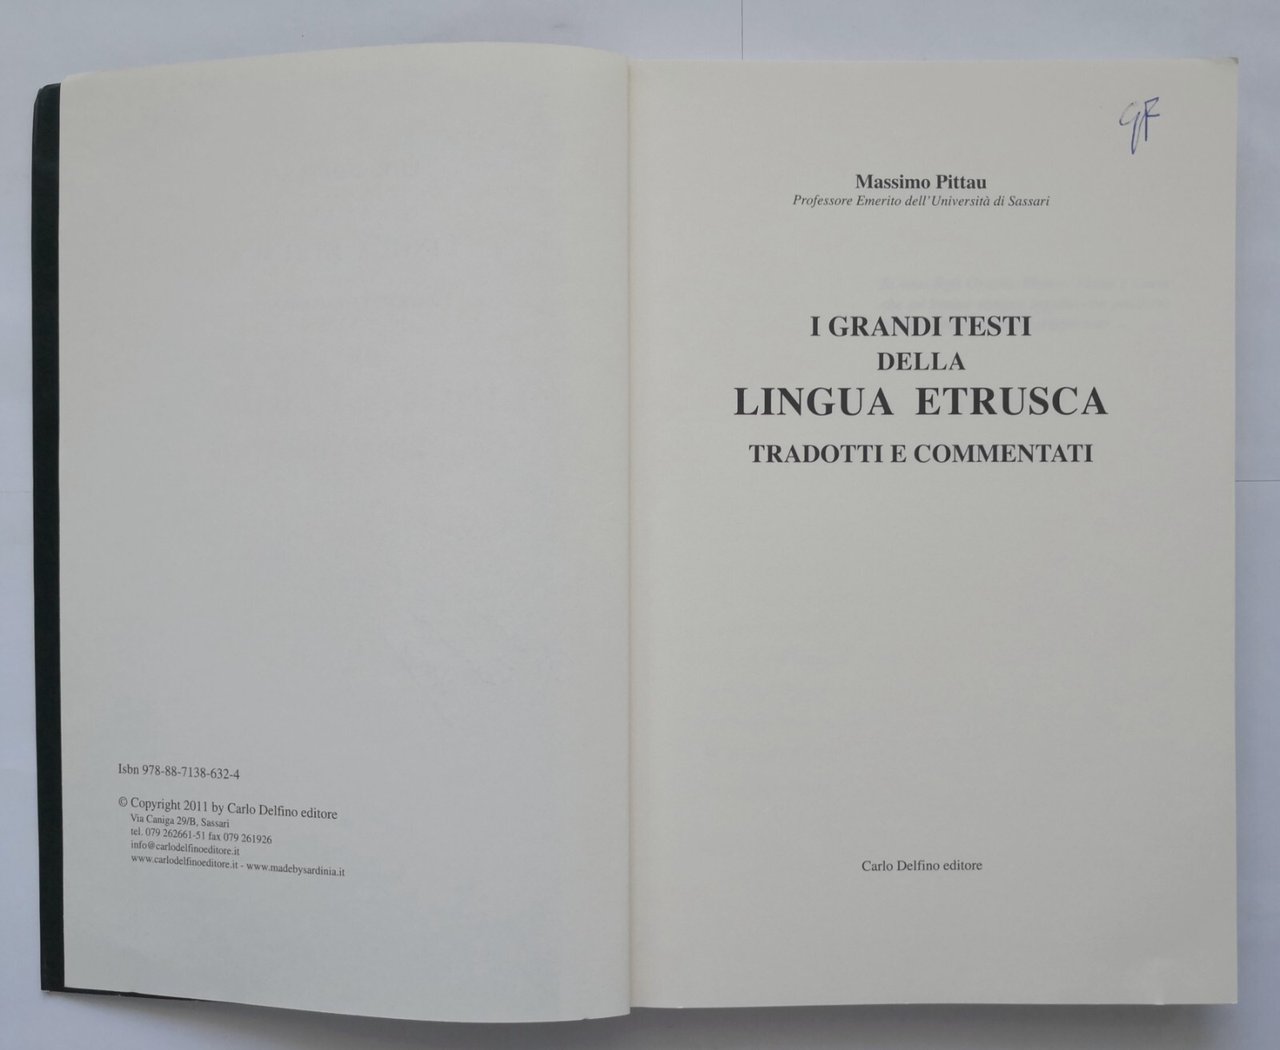 Isbn 978-88-7138-632-4
© Copyright 2011 by Carlo Delfino editore
Via Caniga 29/B, Sassari
tel. 079 262661-51 fax 079 261926
info@carlodelfinoeditore.it
www.carlodelfinoeditore.it - www.madebysardinia.it
Massimo Pittau
Professore Emerito dell'Università di Sassari
I GRANDI TESTI
DELLA
LINGUA ETRUSCA
TRADOTTI E COMMENTATI
Carlo Delfino editore